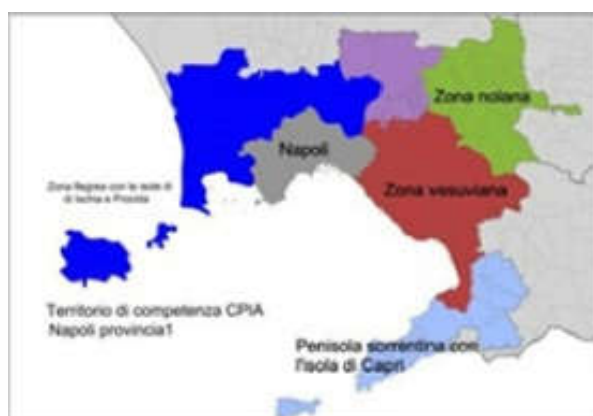 Zona nolana
Napoli
Zona vesuviana
Zona flegrea con le isole di
di Ischia e Procida
Territorio di competenza CPIA
Napoli provincia1
Penisola sorrentina con
l'isola di Capri